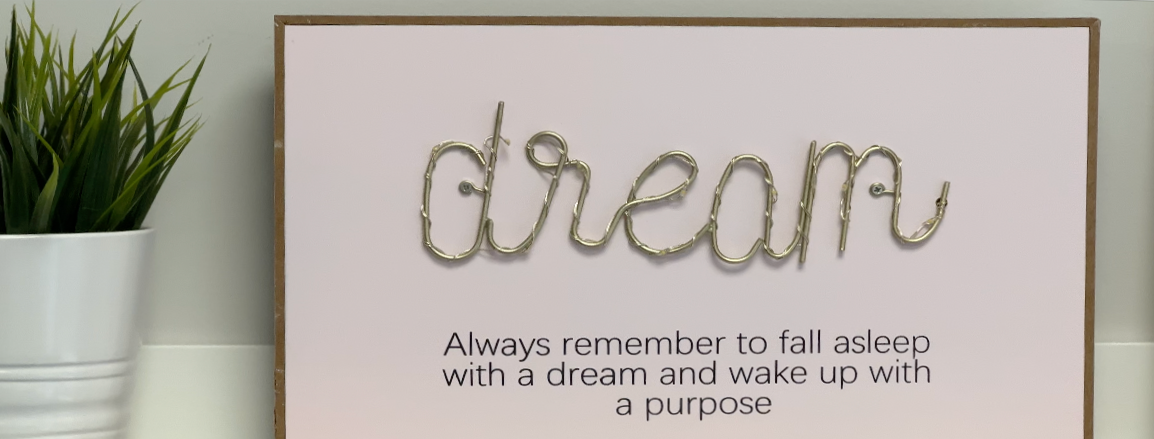 dream
Always remember to fall asleep
with a dream and wake up with
a purpose